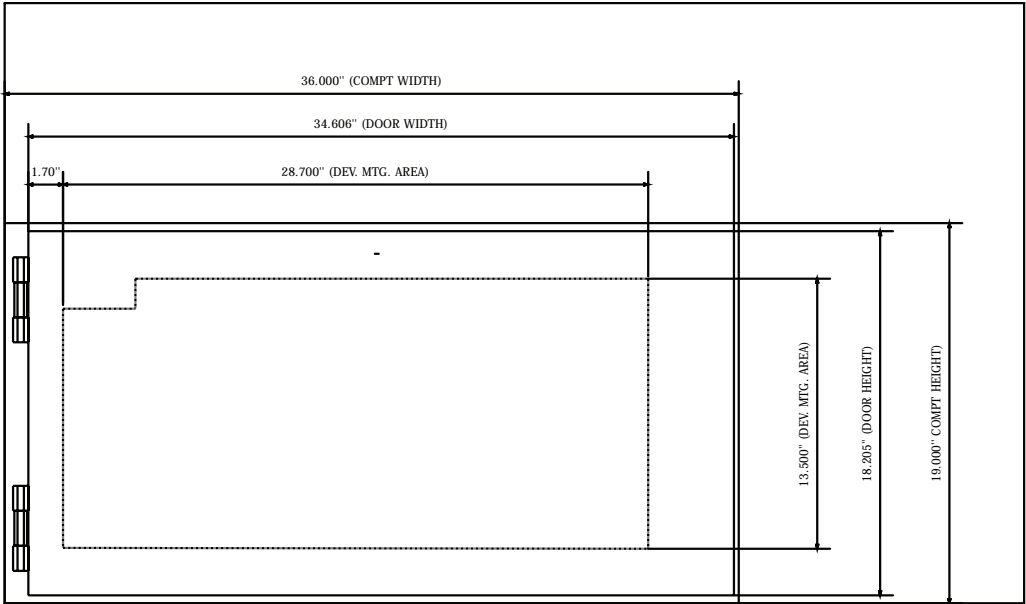 36.000" (COMPT WIDTH)
34.606" (DOOR WIDTH)
1.70"
28.700" (DEV. MTG. AREA)
13.500" (DEV. MTG. AREA)
18.205" (DOOR HEIGHT)
19.000" COMPT HEIGHT)